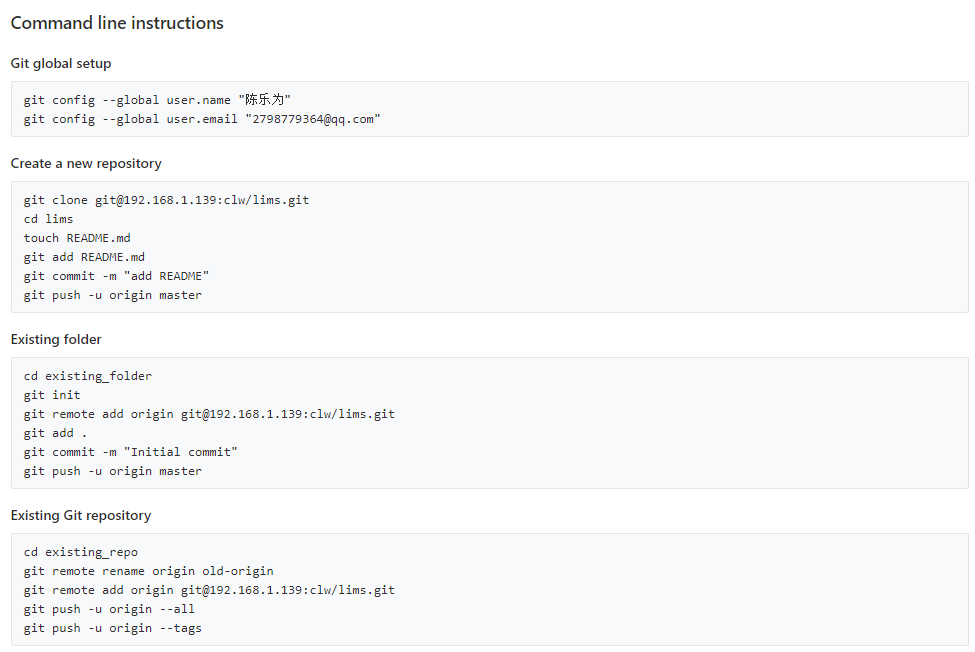 Command line instructions
Git global setup
git config --global user.name "陈乐为"
git config --global user.email "2798779364@qq.com"
Create a new repository
git clone git@192.168.1.139:clw/lims.git
cd lims
touch README.md
git add README.md
git commit -m "add README"
git push -u origin master
Existing folder
cd existing_folder
git init
git remote add origin git@192.168.1.139:clw/lims.git
git add .
git commit -m "Initial commit"
git push -u origin master
Existing Git repository
cd existing_repo
git remote rename origin old-origin
git remote add origin git@192.168.1.139:clw/lims.git
git push -u origin --all
git push -u origin --tags